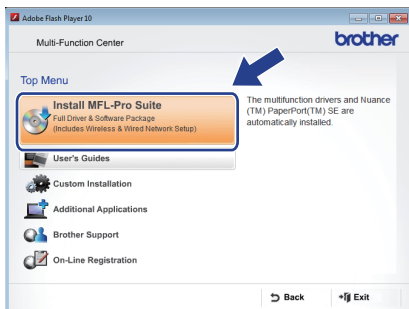 Adobe Flash Player 10
Multi-Function Center
brother
Top Menu
Install MFL-Pro Suite
Full Driver & Software Package
(Includes Wireless & Wired Network Setup)
The multifunction drivers and Nuance
(TM) PaperPort(TM) SE are
automatically installed.
User's Guides
Custom Installation
Additional Applications
Brother Support
On-Line Registration
Back
Exit